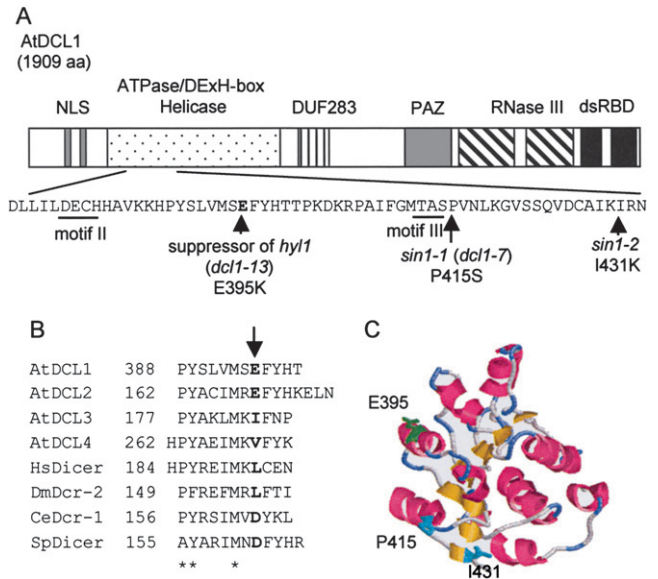 A
AtDCL1
(1909 aa)
ATPase/DExH-box
Helicase
NLS
DUF283
PAZ
RNase III
dsRBD
DLLILDECHHAVKKHPYSLVMSEFYHTTPKDKRPAIFGMTASPVNLKGVSSQVDCAIKIRN
motif II
motif III
suppressor of hyl1
(dcl1-13)
E395K
sin1-1 (dcl1-7)
P415S
sin1-2
I431K
B
AtDCL1 388 PYSLVMSEFYHT
AtDCL2 162 PYACIMREFYHKELN
AtDCL3 177 PYAKLMKIFNP
AtDCL4 262 HPYAEIMKVFYK
HsDicer 184 HPYREIMKLCEN
DmDcr-2 149 PFREFMRLFTI
CeDcr-1 156 PYRSIMVDYKL
SpDicer 155 AYARIMNDFYHR
** *
C
E395
P415
I431